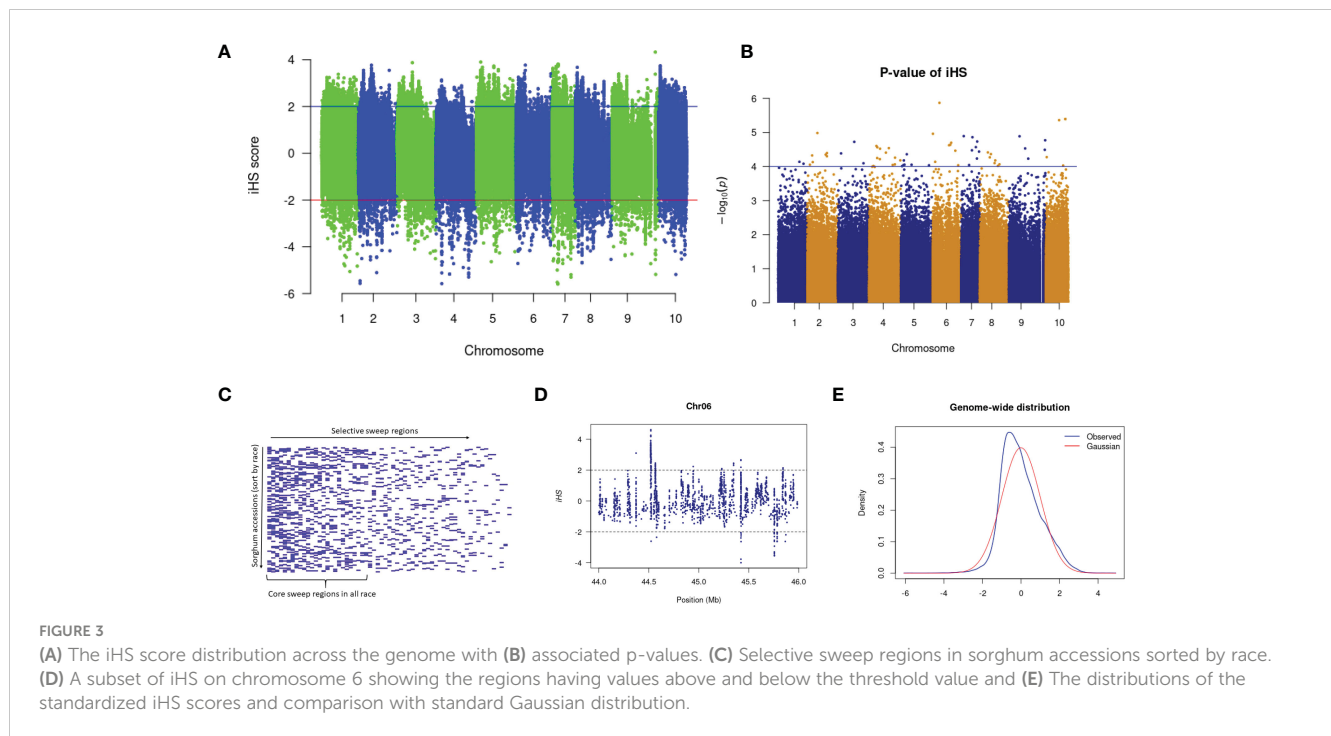 A
4
2
0
-2
-4
-6
iHS score
1 2 3 4 5 6 7 8 9 10
Chromosome
B
P-value of iHS
6
5
4
3
2
1
0
−log10(p)
1 2 3 4 5 6 7 8 9 10
Chromosome
C
Selective sweep regions
Sorghum accessions (sort by race)
Core sweep regions in all race
D
Chr06
4
2
0
-2
-4
iHS
44.0 44.5 45.0 45.5 46.0
Position (Mb)
E
Genome-wide distribution
Observed
Gaussian
0.4
0.3
0.2
0.1
0.0
Density
-6 -4 -2 0 2 4
FIGURE 3
(A) The iHS score distribution across the genome with (B) associated p-values. (C) Selective sweep regions in sorghum accessions sorted by race.
(D) A subset of iHS on chromosome 6 showing the regions having values above and below the threshold value and (E) The distributions of the
standardized iHS scores and comparison with standard Gaussian distribution.